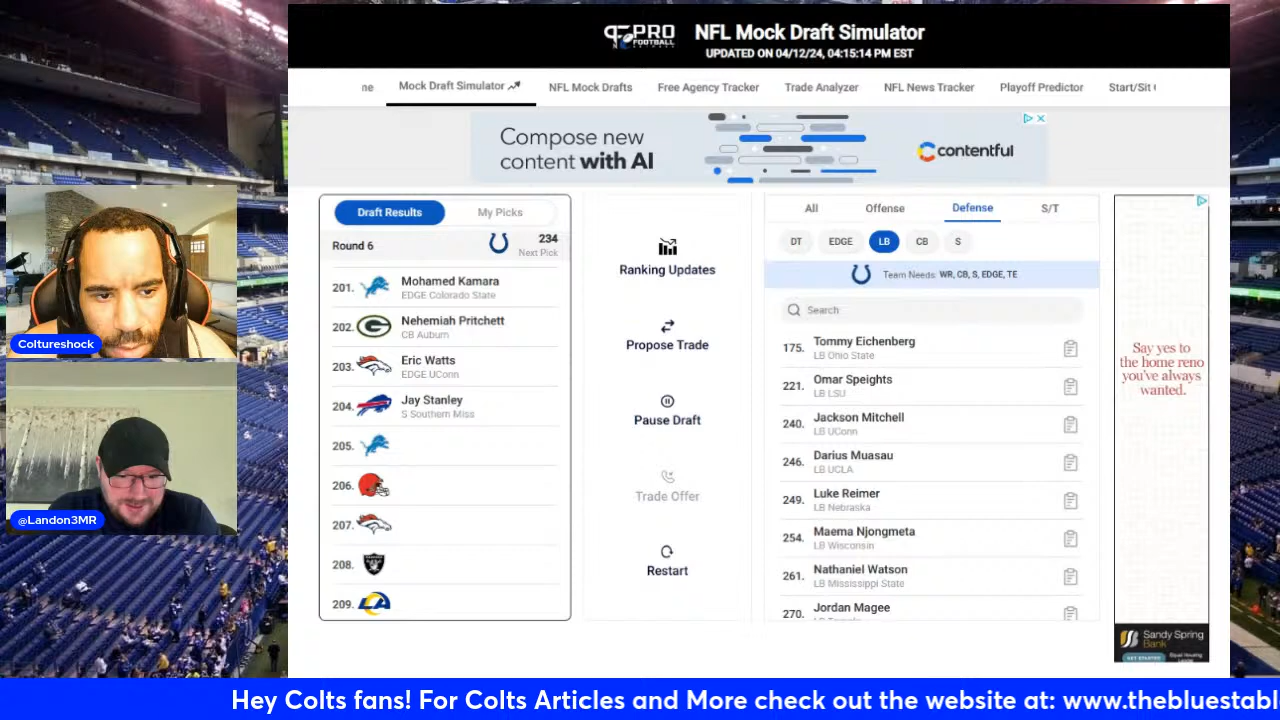 PRO
FOOTBALL
NETWORK
NFL Mock Draft Simulator
UPDATED ON 04/12/24, 04:15:14 PM EST
ne
Mock Draft Simulator
NFL Mock Drafts
Free Agency Tracker
Trade Analyzer
NFL News Tracker
Playoff Predictor
Start/Sit
Compose new
content with AI
contentful
Draft Results
My Picks
Round 6
234
Next Pick
201.
Mohamed Kamara
EDGE Colorado State
202.
Nehemiah Pritchett
CB Auburn
203.
Eric Watts
EDGE UConn
204.
Jay Stanley
S Southern Miss
205.
206.
207.
208.
209.
Ranking Updates
Propose Trade
Pause Draft
Trade Offer
Restart
All
Offense
Defense
S/T
DT
EDGE
LB
CB
S
Team Needs: WR, CB, S, EDGE, TE
Search
175.
Tommy Eichenberg
LB Ohio State
221.
Omar Speights
LB LSU
240.
Jackson Mitchell
LB UConn
246.
Darius Muasau
LB UCLA
249.
Luke Reimer
LB Nebraska
254.
Maema Njongmeta
LB Wisconsin
261.
Nathaniel Watson
LB Mississippi State
270.
Jordan Magee
Say yes to
the home reno
you've always
wanted.
Sandy Spring
Bank
GET STARTED
Coltureshock
@Landon3MR
Hey Colts fans! For Colts Articles and More check out the website at: www.thebluestabl